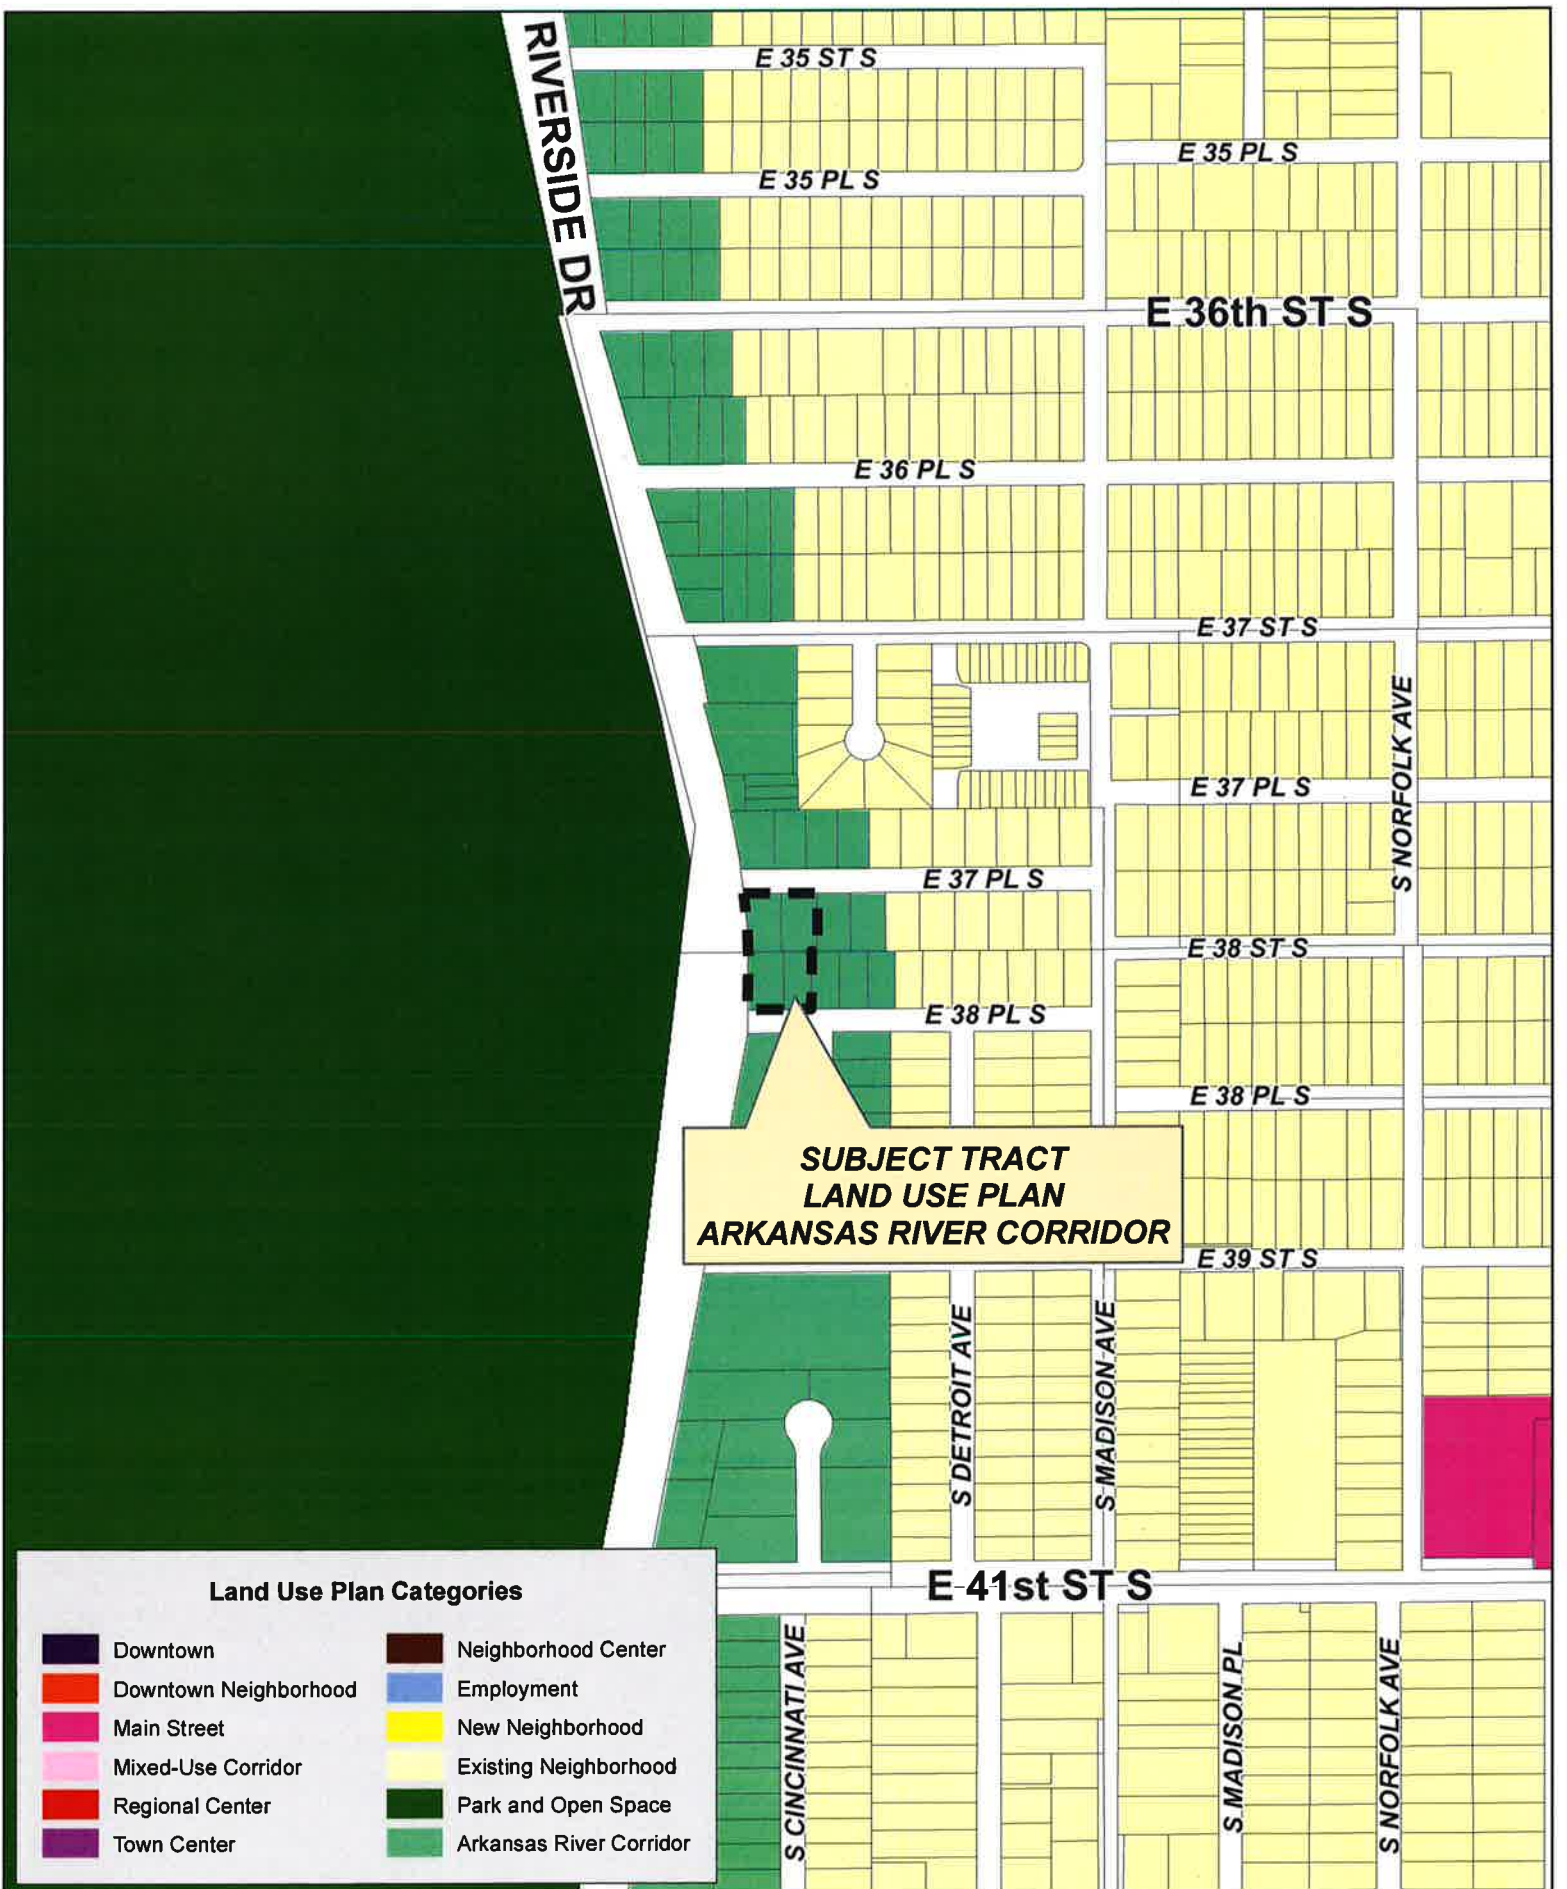 RIVERSIDE DR
E 35 ST S
E 35 PL S
E 35 PL S
E 36th ST S
E 36 PL S
E 37 ST S
S NORFOLK AVE
E 37 PL S
E 37 PL S
E 38 ST S
E 38 PL S
E 38 PL S
SUBJECT TRACT
LAND USE PLAN
ARKANSAS RIVER CORRIDOR
E 39 ST S
S DETROIT AVE
S MADISON AVE
E 41st ST S
S CINCINNATI AVE
S MADISON PL
S NORFOLK AVE
Land Use Plan Categories
Downtown
Downtown Neighborhood
Main Street
Mixed-Use Corridor
Regional Center
Town Center
Neighborhood Center
Employment
New Neighborhood
Existing Neighborhood
Park and Open Space
Arkansas River Corridor